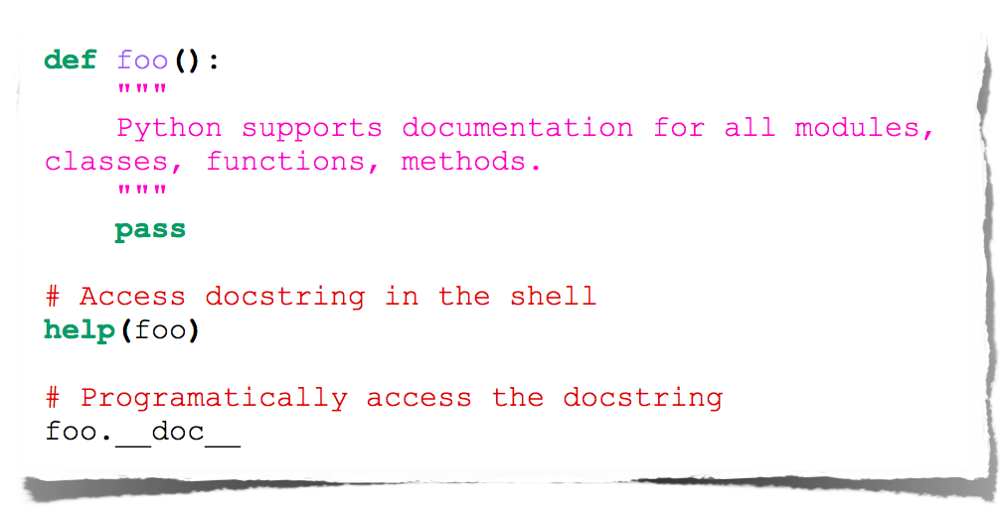 def foo():
    """
    Python supports documentation for all modules,
classes, functions, methods.
    """
    pass

# Access docstring in the shell
help(foo)

# Programatically access the docstring
foo.__doc__